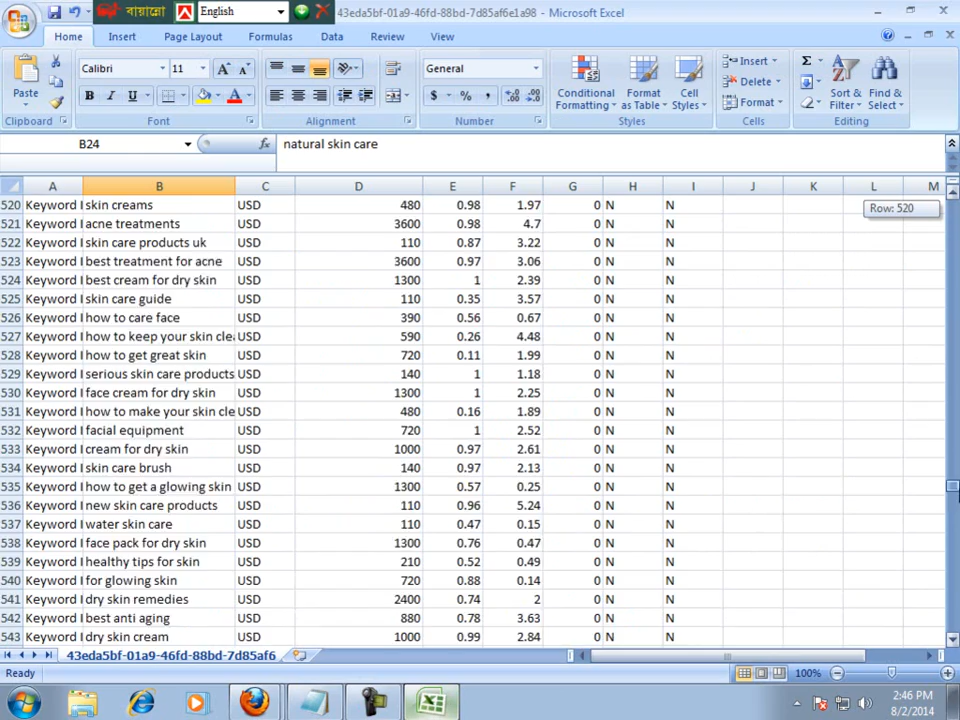 বায়ান্নো English 43eda5bf-01a9-46fd-88bd-7d85af6e1a98 - Microsoft Excel
Home Insert Page Layout Formulas Data Review View
Paste Calibri 11 General Conditional Formatting Format as Table Cell Styles Insert Delete Format Sort & Filter Find & Select
B I U $ % ,
Clipboard Font Alignment Number Styles Cells Editing
B24 fx natural skin care
A B C D E F G H I J K L M
520 Keyword I skin creams USD 480 0.98 1.97 0 N N Row: 520
521 Keyword I acne treatments USD 3600 0.98 4.7 0 N N
522 Keyword I skin care products uk USD 110 0.87 3.22 0 N N
523 Keyword I best treatment for acne USD 3600 0.97 3.06 0 N N
524 Keyword I best cream for dry skin USD 1300 1 2.39 0 N N
525 Keyword I skin care guide USD 110 0.35 3.57 0 N N
526 Keyword I how to care face USD 390 0.56 0.67 0 N N
527 Keyword I how to keep your skin clea USD 590 0.26 4.48 0 N N
528 Keyword I how to get great skin USD 720 0.11 1.99 0 N N
529 Keyword I serious skin care products USD 140 1 1.18 0 N N
530 Keyword I face cream for dry skin USD 1300 1 2.25 0 N N
531 Keyword I how to make your skin cle USD 480 0.16 1.89 0 N N
532 Keyword I facial equipment USD 720 1 2.52 0 N N
533 Keyword I cream for dry skin USD 1000 0.97 2.61 0 N N
534 Keyword I skin care brush USD 140 0.97 2.13 0 N N
535 Keyword I how to get a glowing skin USD 1300 0.57 0.25 0 N N
536 Keyword I new skin care products USD 110 0.96 5.24 0 N N
537 Keyword I water skin care USD 110 0.47 0.15 0 N N
538 Keyword I face pack for dry skin USD 1300 0.76 0.47 0 N N
539 Keyword I healthy tips for skin USD 210 0.52 0.49 0 N N
540 Keyword I for glowing skin USD 720 0.88 0.14 0 N N
541 Keyword I dry skin remedies USD 2400 0.74 2 0 N N
542 Keyword I best anti aging USD 880 0.78 3.63 0 N N
543 Keyword I dry skin cream USD 1000 0.99 2.84 0 N N
43eda5bf-01a9-46fd-88bd-7d85af6
Ready 100%
2:46 PM
8/2/2014